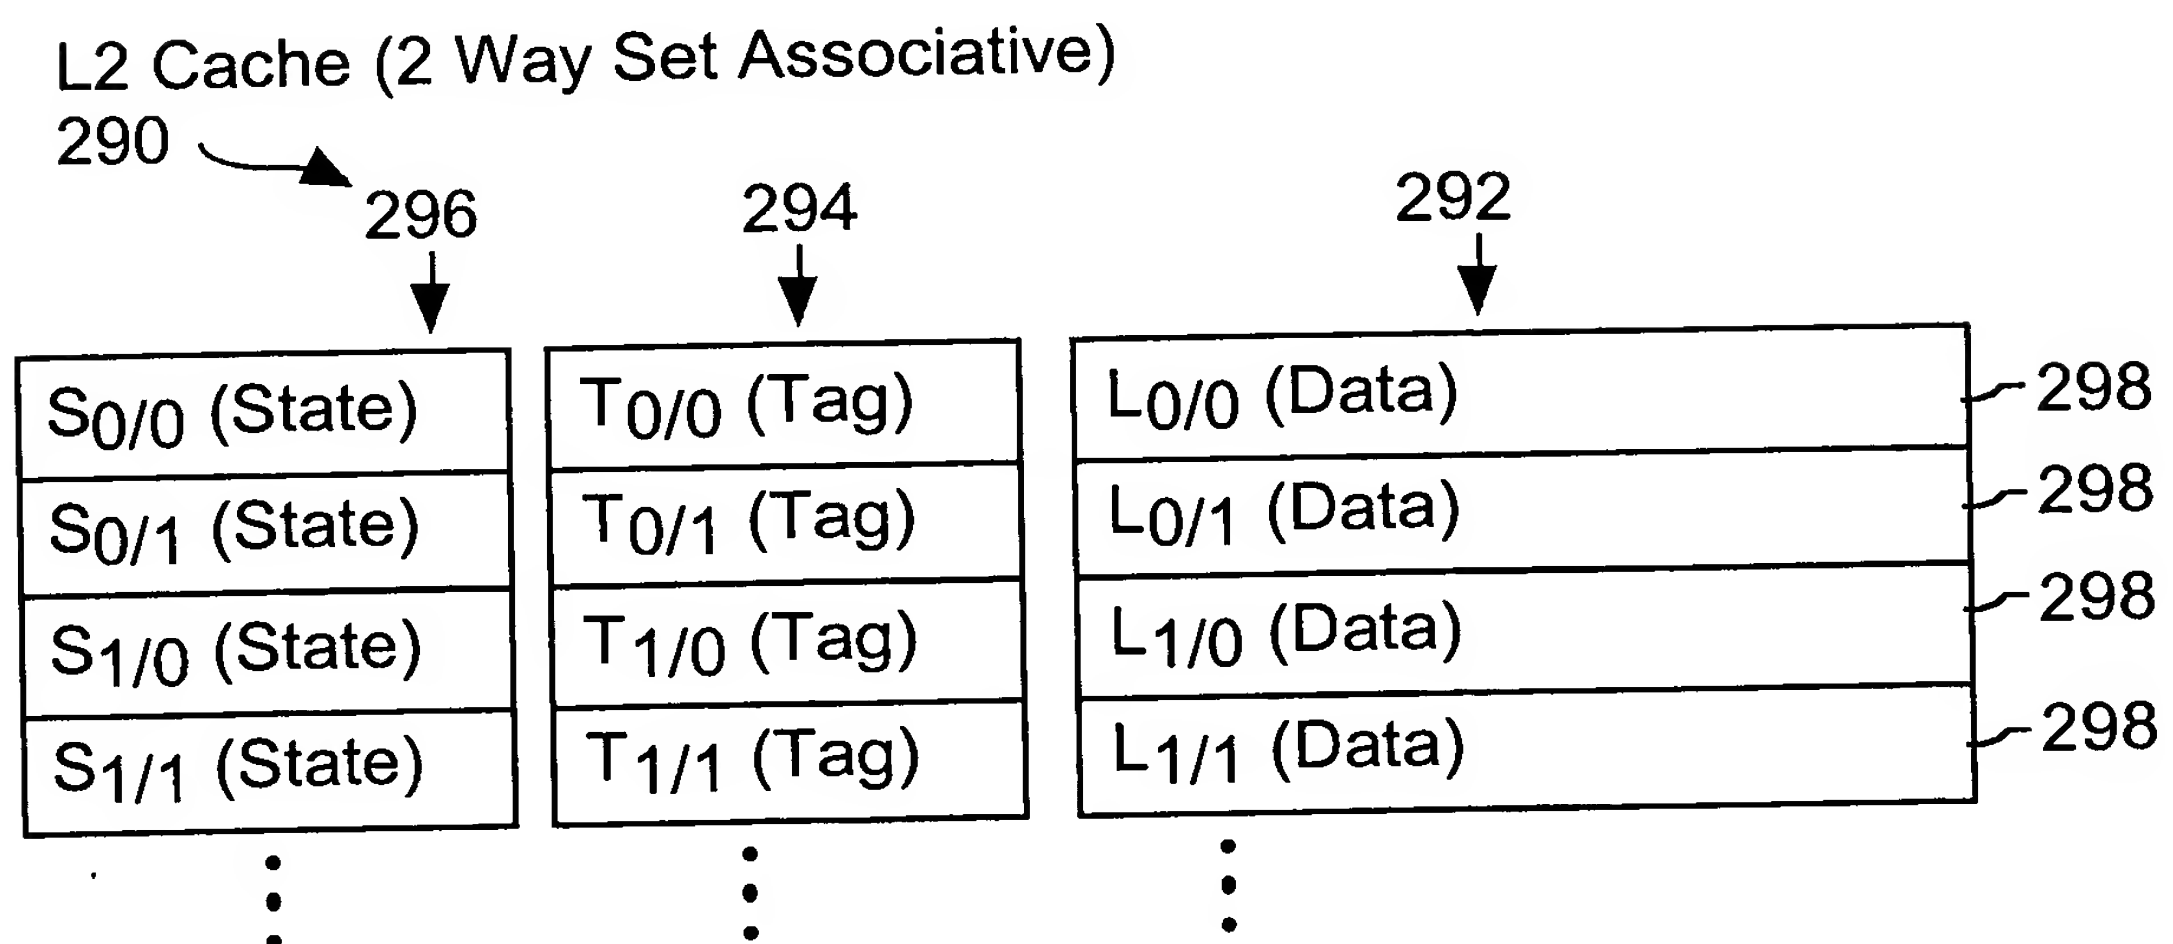 L2 Cache (2 Way Set Associative)
290
296 294 292
S0/0 (State) T0/0 (Tag) L0/0 (Data) 298
S0/1 (State) T0/1 (Tag) L0/1 (Data) 298
S1/0 (State) T1/0 (Tag) L1/0 (Data) 298
S1/1 (State) T1/1 (Tag) L1/1 (Data) 298